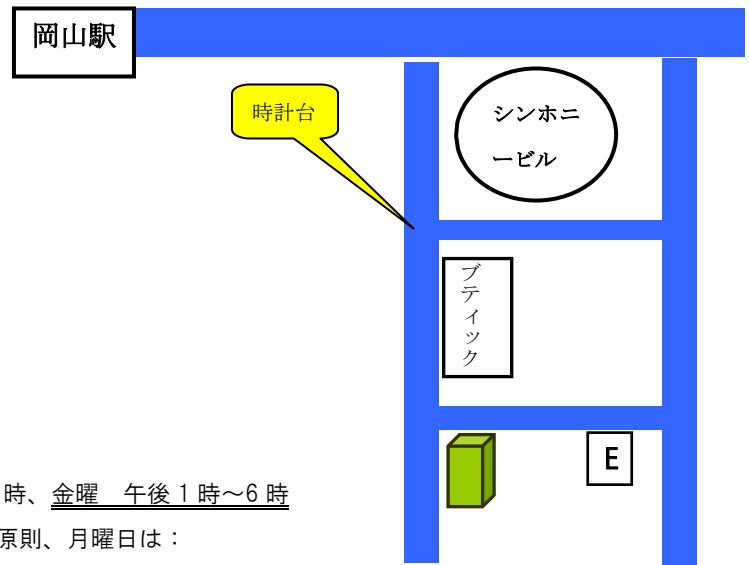 岡山駅
時計台
シンホニ
ービル
ブティック
E
時、金曜　午後1時～6時
原則、月曜日は：